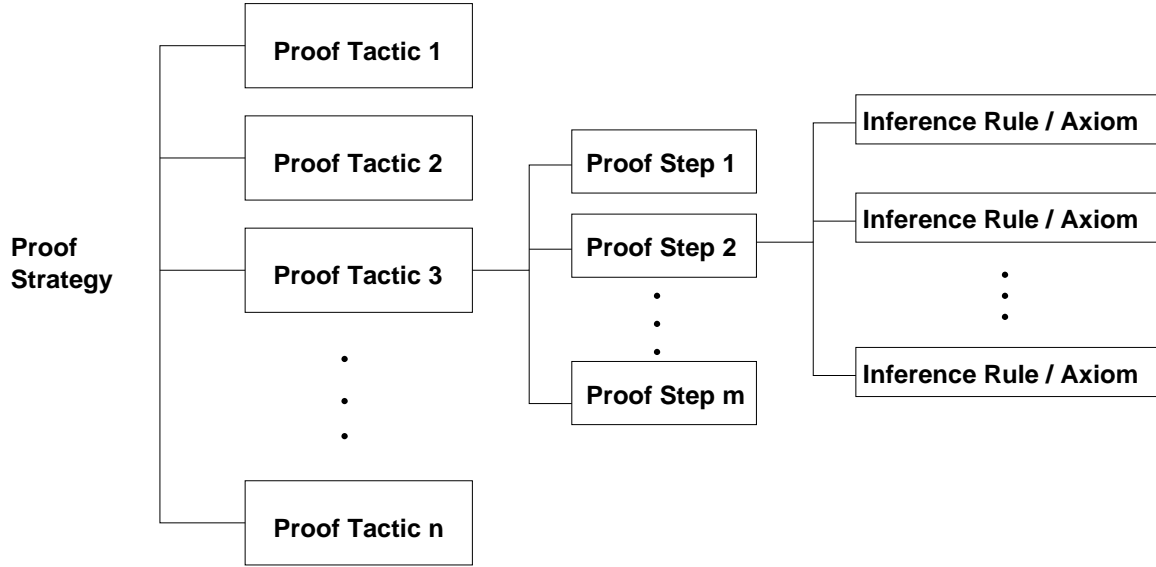 Proof
Strategy
Proof Tactic 1
Proof Tactic 2
Proof Tactic 3
Proof Tactic n
Proof Step 1
Proof Step 2
Proof Step m
Inference Rule / Axiom
Inference Rule / Axiom
Inference Rule / Axiom